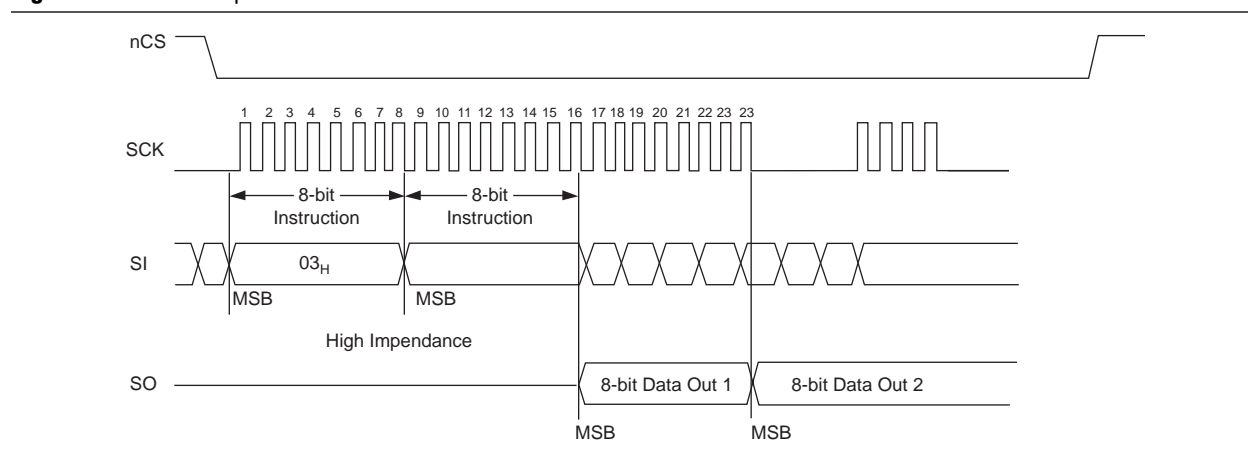 nCS
1 2 3 4 5 6 7 8 9 10 11 12 13 14 15 16 17 18 19 20 21 22 23 23
SCK
8-bit Instruction
8-bit Instruction
SI
03H
MSB
MSB
High Impendance
SO
8-bit Data Out 1
8-bit Data Out 2
MSB
MSB